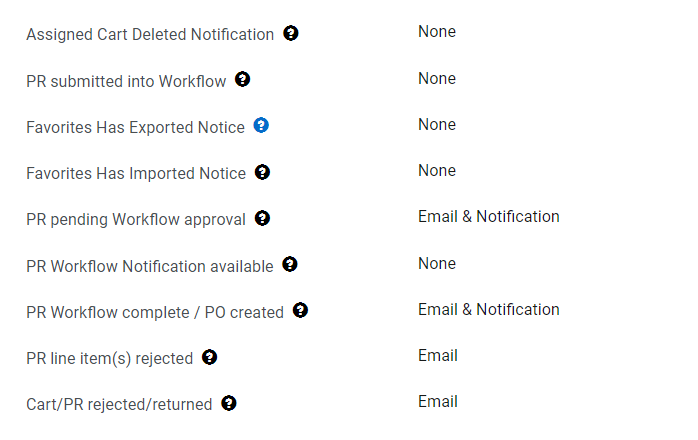 Assigned Cart Deleted Notification ? None
PR submitted into Workflow ? None
Favorites Has Exported Notice ? None
Favorites Has Imported Notice ? None
PR pending Workflow approval ? Email & Notification
PR Workflow Notification available ? None
PR Workflow complete / PO created ? Email & Notification
PR line item(s) rejected ? Email
Cart/PR rejected/returned ? Email